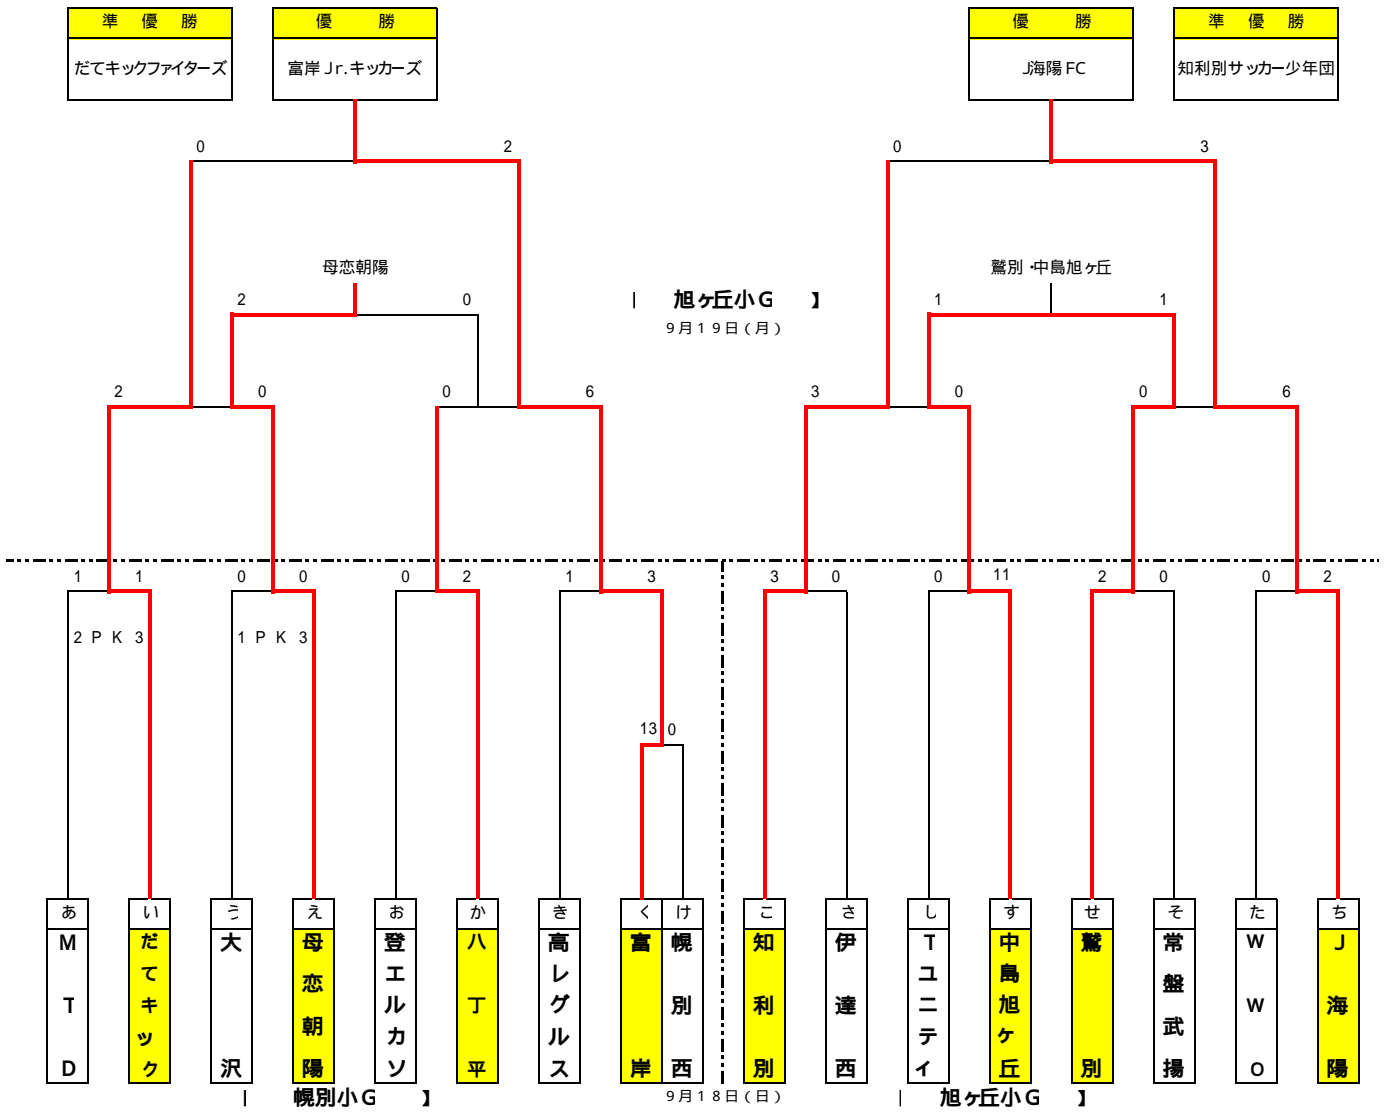 準 優 勝
優 勝
優 勝
準 優 勝
だてキックファイターズ
富岸Jr.キッカーズ
J海陽FC
知利別サッカー少年団
0 2 0 3
母恋朝陽
鷲別・中島旭ヶ丘
2 0 1 1
旭ヶ丘小G 】
9月19日(月)
2 0 0 6 3 0 0 6
1 1 0 0 0 2 1 3 3 0 0 11 2 0 0 2
2 P K 3
1 P K 3
13 0
あ い う え お か き く け こ さ し す せ そ た ち
MTD
だてキック
大沢
母恋朝陽
登エルカソ
八丁平
高レグルス
富岸
幌別西
知利別
伊達西
Tユニテイ
中島旭ヶ丘
鷲別
常盤武揚
WWO
J海陽
幌別小G 】
9月18日(日)
旭ヶ丘小G 】